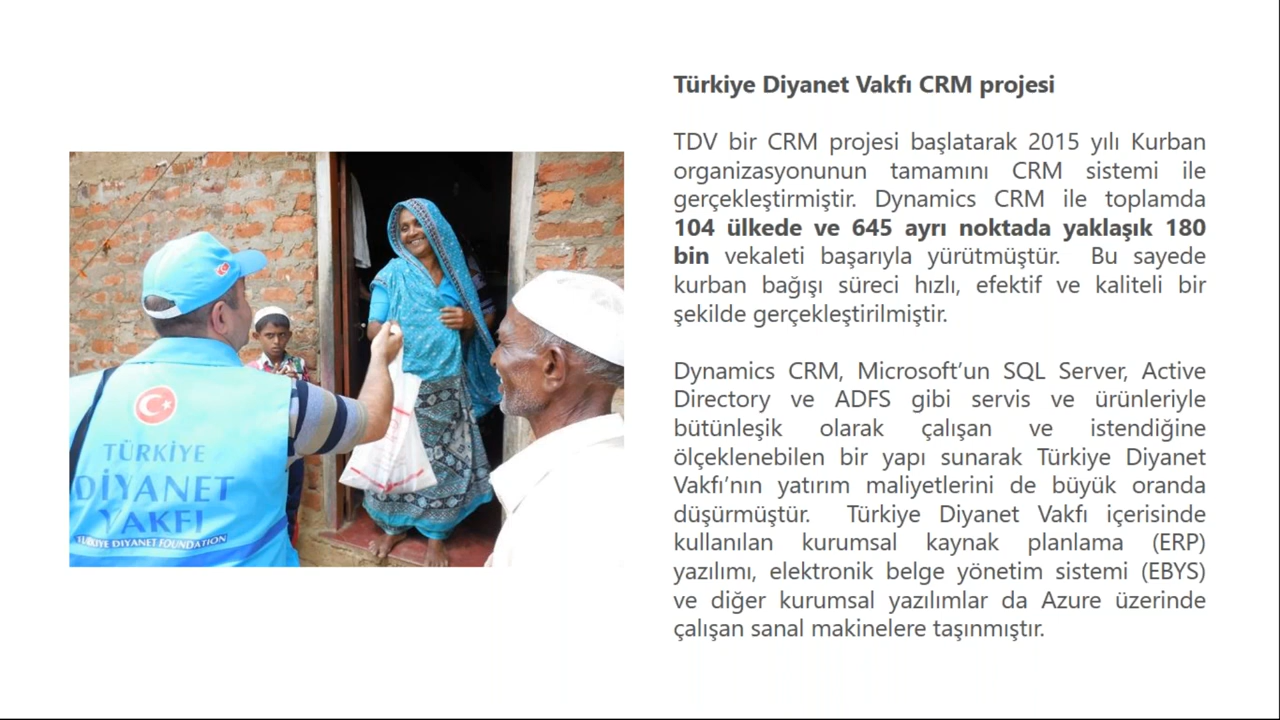 Türkiye Diyanet Vakfı CRM projesi
TDV bir CRM projesi başlatarak 2015 yılı Kurban
organizasyonunun tamamını CRM sistemi ile
gerçekleştirmiştir. Dynamics CRM ile toplamda
104 ülkede ve 645 ayrı noktada yaklaşık 180
bin vekaleti başarıyla yürütmüştür. Bu sayede
kurban bağışı süreci hızlı, efektif ve kaliteli bir
şekilde gerçekleştirilmiştir.
Dynamics CRM, Microsoft’un SQL Server, Active
Directory ve ADFS gibi servis ve ürünleriyle
bütünleşik olarak çalışan ve istendiğine
ölçeklenebilen bir yapı sunarak Türkiye Diyanet
Vakfı’nın yatırım maliyetlerini de büyük oranda
düşürmüştür. Türkiye Diyanet Vakfı içerisinde
kullanılan kurumsal kaynak planlama (ERP)
yazılımı, elektronik belge yönetim sistemi (EBYS)
ve diğer kurumsal yazılımlar da Azure üzerinde
çalışan sanal makinelere taşınmıştır.
TÜRKİYE
DİYANET
VAKFI
TÜRKİYE DIYANET FOUNDATION